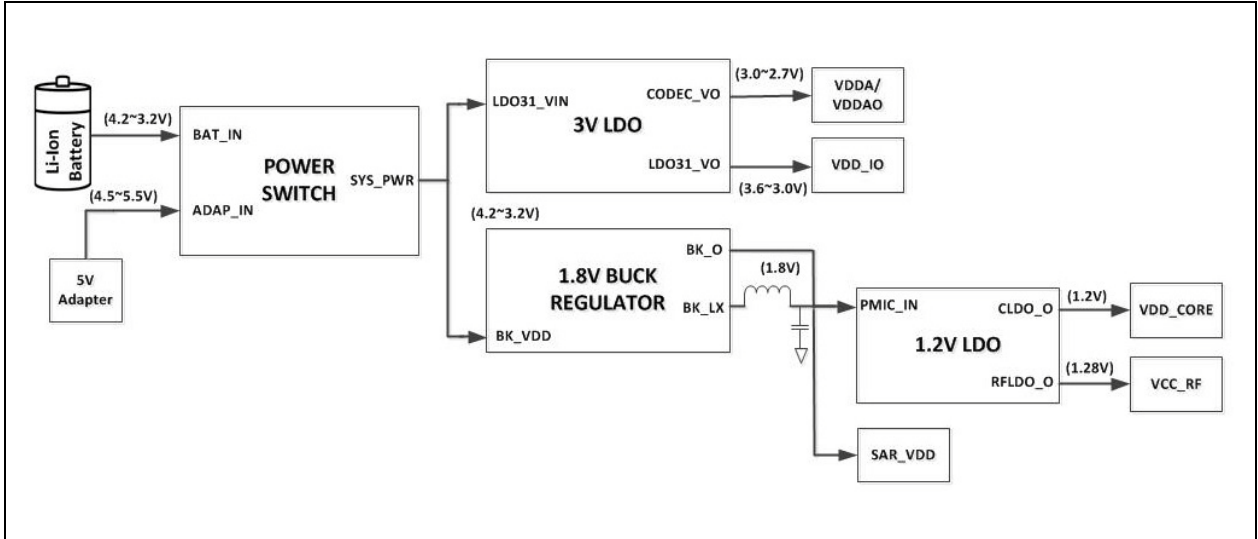 Li-Ion
Battery
(4.2~3.2V)
(4.5~5.5V)
5V
Adapter
BAT_IN
ADAP_IN
POWER
SWITCH
SYS_PWR
LDO31_VIN
3V LDO
CODEC_VO
LDO31_VO
(3.0~2.7V)
VDDA/
VDDAO
VDD_IO
(3.6~3.0V)
(4.2~3.2V)
1.8V BUCK
REGULATOR
BK_VDD
BK_O
BK_LX
(1.8V)
PMIC_IN
1.2V LDO
CLDO_O
RFLDO_O
(1.2V)
VDD_CORE
(1.28V)
VCC_RF
SAR_VDD